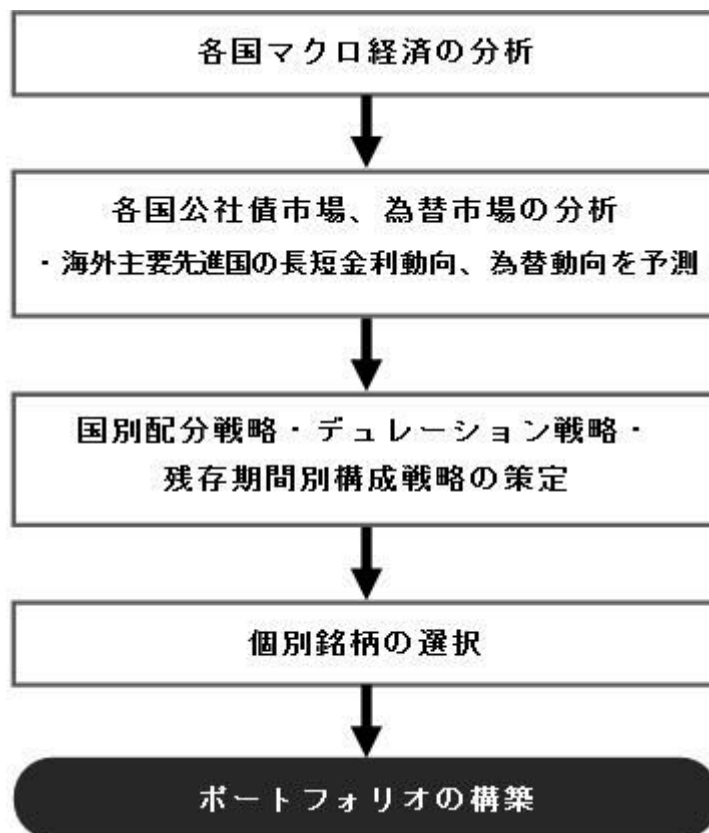 各国マクロ経済の分析
各国公社債市場、為替市場の分析
・海外主要先進国の長短金利動向、為替動向を予測
国別配分戦略・デュレーション戦略・
残存期間別構成戦略の策定
個別銘柄の選択
ポートフォリオの構築